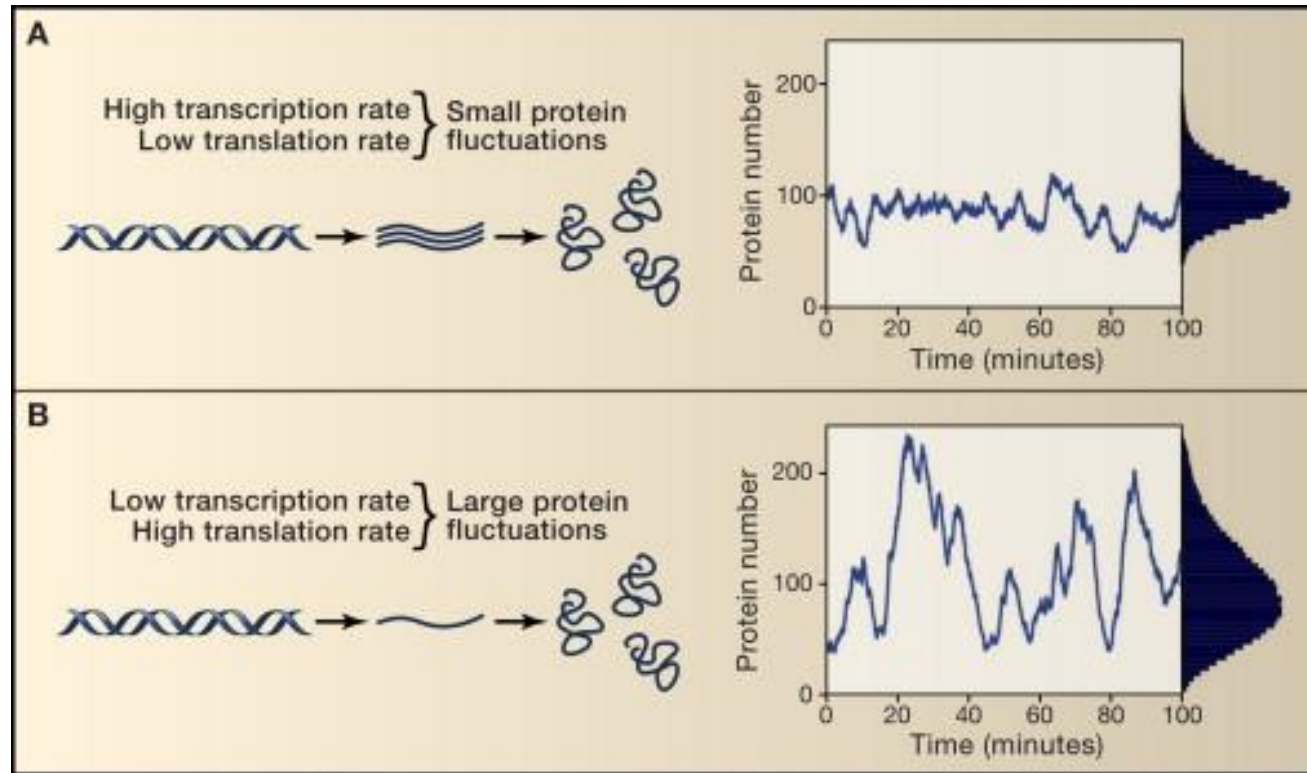 A
High transcription rate
Low translation rate
Small protein
fluctuations
Protein number
200
100
0
0 20 40 60 80 100
Time (minutes)
B
Low transcription rate
High translation rate
Large protein
fluctuations
Protein number
200
100
0
0 20 40 60 80 100
Time (minutes)